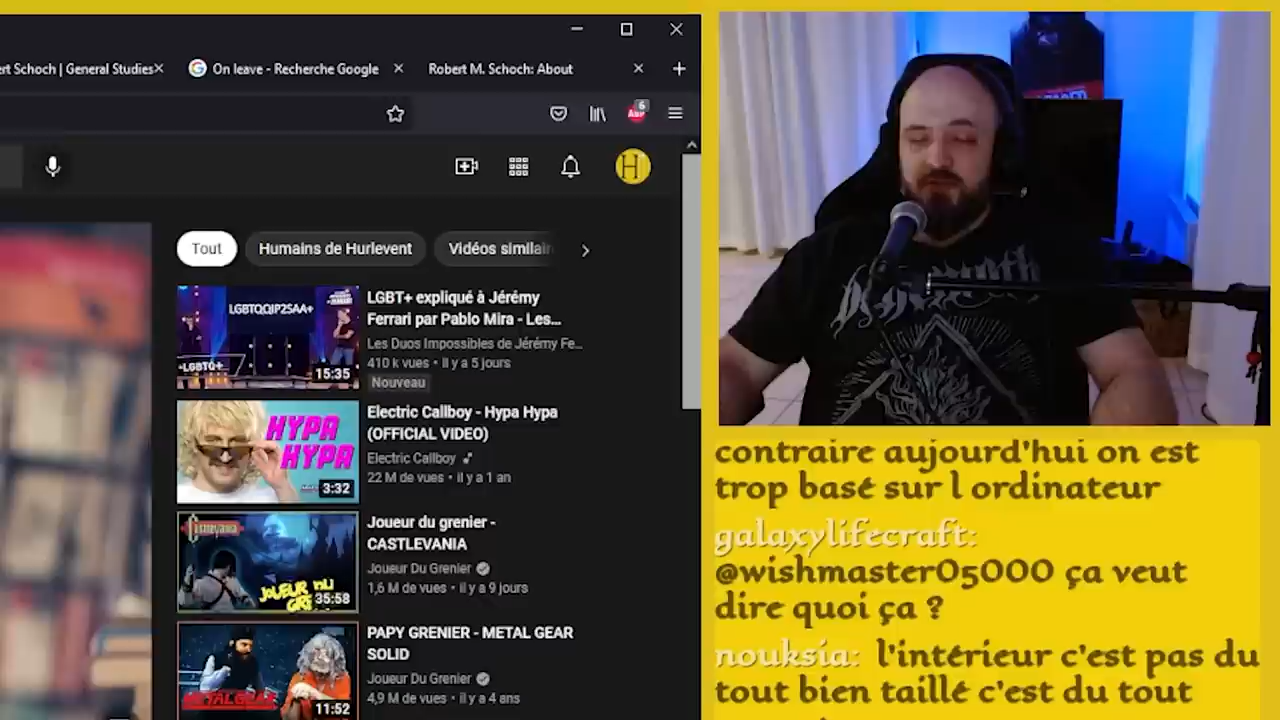 ert Schoch | General Studies
On leave - Recherche Google
Robert M. Schoch: About
6
H
Tout
Humains de Hurlevent
Vidéos similair
LGBTQQIP2SAA+
+LGBTQ+
15:35
LGBT+ expliqué à Jérémy
Ferrari par Pablo Mira - Les...
Les Duos Impossibles de Jérémy Fe...
410 k vues • il y a 5 jours
Nouveau
HYPA
HYPA
3:32
Electric Callboy - Hypa Hypa
(OFFICIAL VIDEO)
Electric Callboy
22 M de vues • il y a 1 an
Castlevania
JOUEUR DU
GRE
35:58
Joueur du grenier -
CASTLEVANIA
Joueur Du Grenier
1,6 M de vues • il y a 9 jours
METAL GEAR
11:52
PAPY GRENIER - METAL GEAR
SOLID
Joueur Du Grenier
4,9 M de vues • il y a 4 ans
contraire aujourd'hui on est
trop basé sur l ordinateur
galaxylifecraft:
@wishmaster05000 ça veut
dire quoi ça ?
nouksia: l'intérieur c'est pas du
tout bien taillé c'est du tout